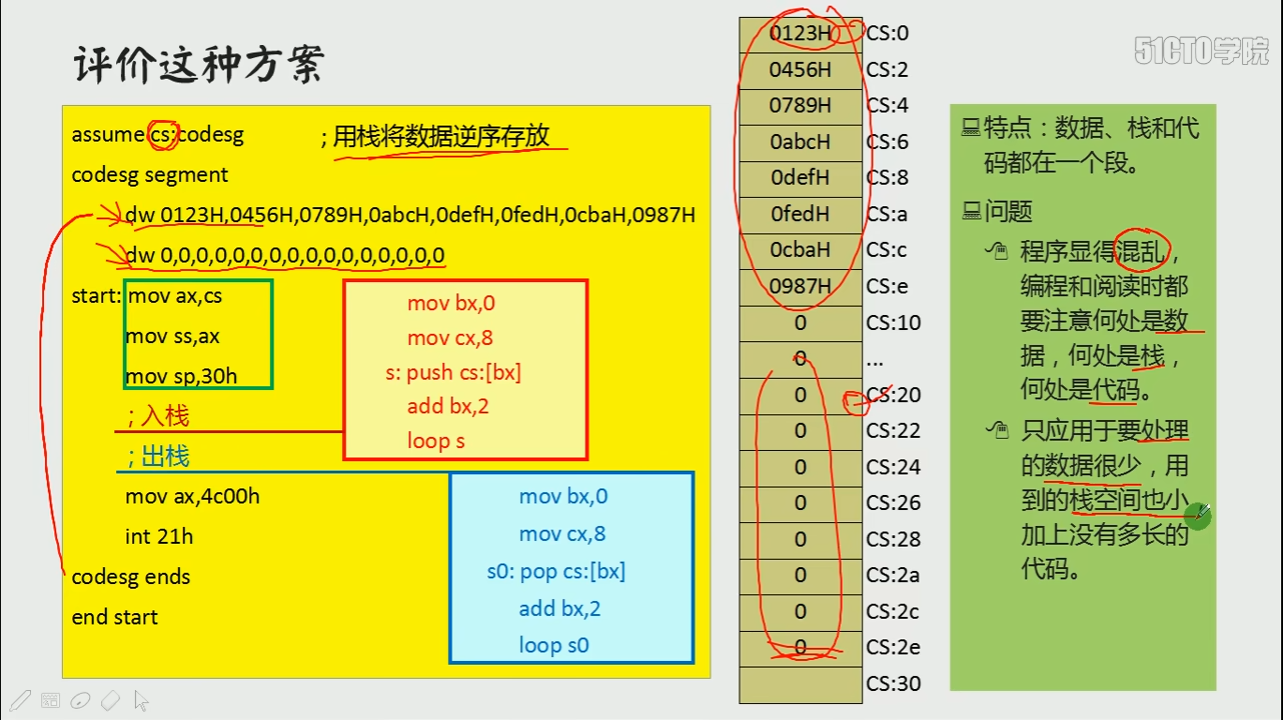 评价这种方案
51CTO学院
assume cs:codesg ; 用栈将数据逆序存放
codesg segment
dw 0123H,0456H,0789H,0abcH,0defH,0fedH,0cbaH,0987H
dw 0,0,0,0,0,0,0,0,0,0,0,0,0,0,0,0
start: mov ax,cs
mov ss,ax
mov sp,30h
; 入栈
; 出栈
mov ax,4c00h
int 21h
codesg ends
end start
mov bx,0
mov cx,8
s: push cs:[bx]
add bx,2
loop s
mov bx,0
mov cx,8
s0: pop cs:[bx]
add bx,2
loop s0
0123H CS:0
0456H CS:2
0789H CS:4
0abcH CS:6
0defH CS:8
0fedH CS:a
0cbaH CS:c
0987H CS:e
0 CS:10
0 ...
0 CS:20
0 CS:22
0 CS:24
0 CS:26
0 CS:28
0 CS:2a
0 CS:2c
0 CS:2e
CS:30
特点：数据、栈和代
码都在一个段。
问题
程序显得混乱，
编程和阅读时都
要注意何处是数
据，何处是栈，
何处是代码。
只应用于要处理
的数据很少，用
到的栈空间也小
加上没有多长的
代码。